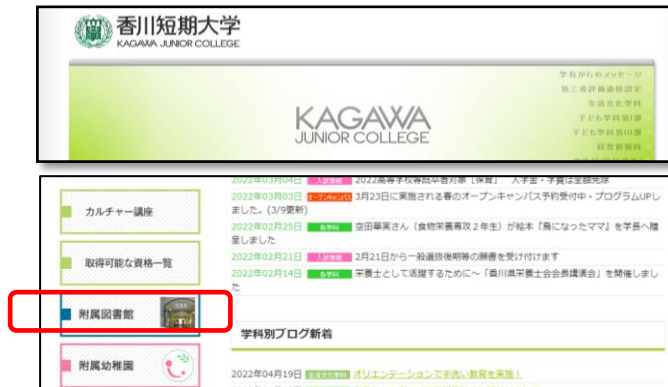 香川短期大学
KAGAWA JUNIOR COLLEGE
学長からのメッセージ
第三者評価適格認定
生活文化学科
子ども学科第I部
子ども学科第III部
経営情報科
KAGAWA
JUNIOR COLLEGE
カルチャー講座
取得可能な資格一覧
附属図書館
附属幼稚園
2022年03月04日 入試情報 2022高等学校等既卒者対象【保育】 入学金・学費は全額免除
2022年03月03日 オープンキャンパス 3月23日に実施される春のオープンキャンパス予約受付中・プログラムUPし
ました。(3/9更新)
2022年02月25日 各学科 空田華実さん（食物栄養専攻２年生）が絵本『鳥になったママ』を学長へ贈
呈しました
2022年02月21日 入試情報 2月21日から一般選抜後期等の願書を受け付けます
2022年02月14日 各学科 栄養士として活躍するために～「香川県栄養士会会長講演会」を開催しまし
た
学科別ブログ新着
2022年04月19日 生活文化学科 オリエンテーションで手洗い教育を実施！